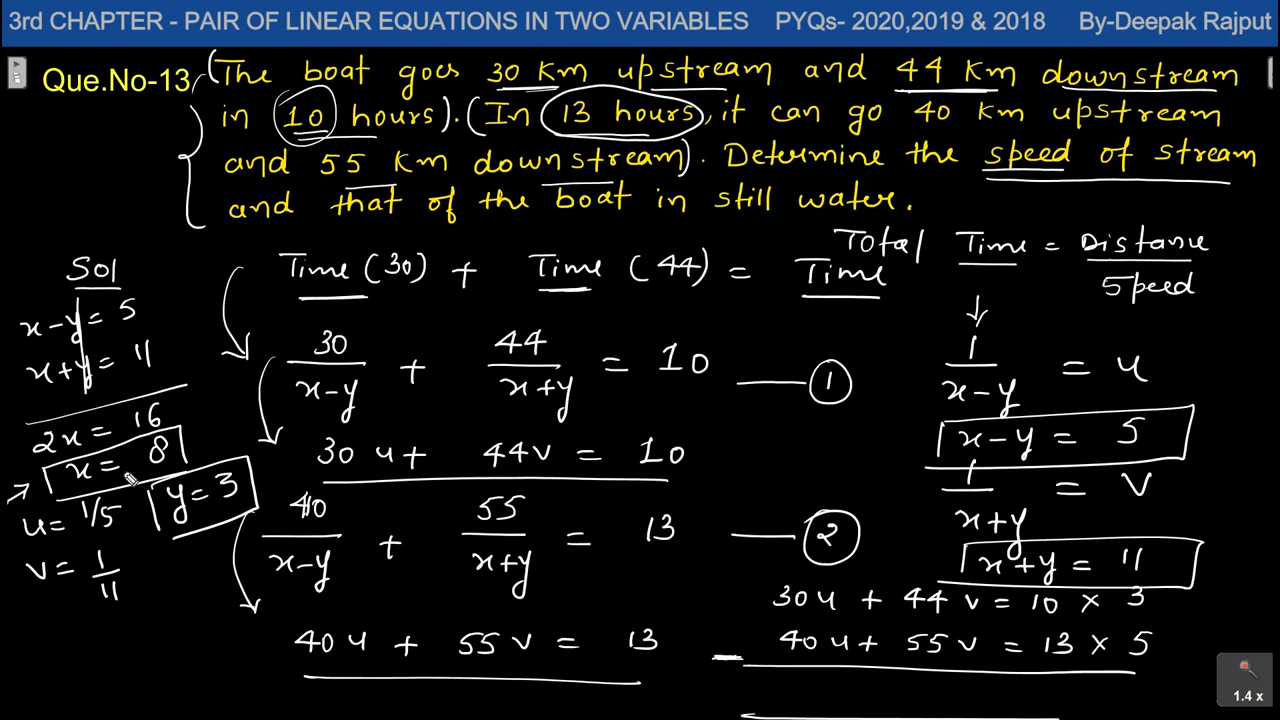 3rd CHAPTER - PAIR OF LINEAR EQUATIONS IN TWO VARIABLES PYQs- 2020,2019 & 2018 By-Deepak Rajput
Que.No-13 (The boat goes 30 Km upstream and 44 Km downstream
in 10 hours). (In 13 hours, it can go 40 km upstream
and 55 Km downstream). Determine the speed of stream
and that of the boat in still water.
Sol
x-y = 5
x+y = 11
2x = 16
x = 8
y = 3
u = 1/5
v = 1/11
Time (30) + Time (44) = Total Time
30/x-y + 44/x+y = 10 —— 1
30u + 44v = 10
40/x-y + 55/x+y = 13 —— 2
40u + 55v = 13
Time = Distance/Speed
1/x-y = u
x-y = 5
1/x+y = v
x+y = 11
30u + 44v = 10 × 3
40u + 55v = 13 × 5
1.4 x